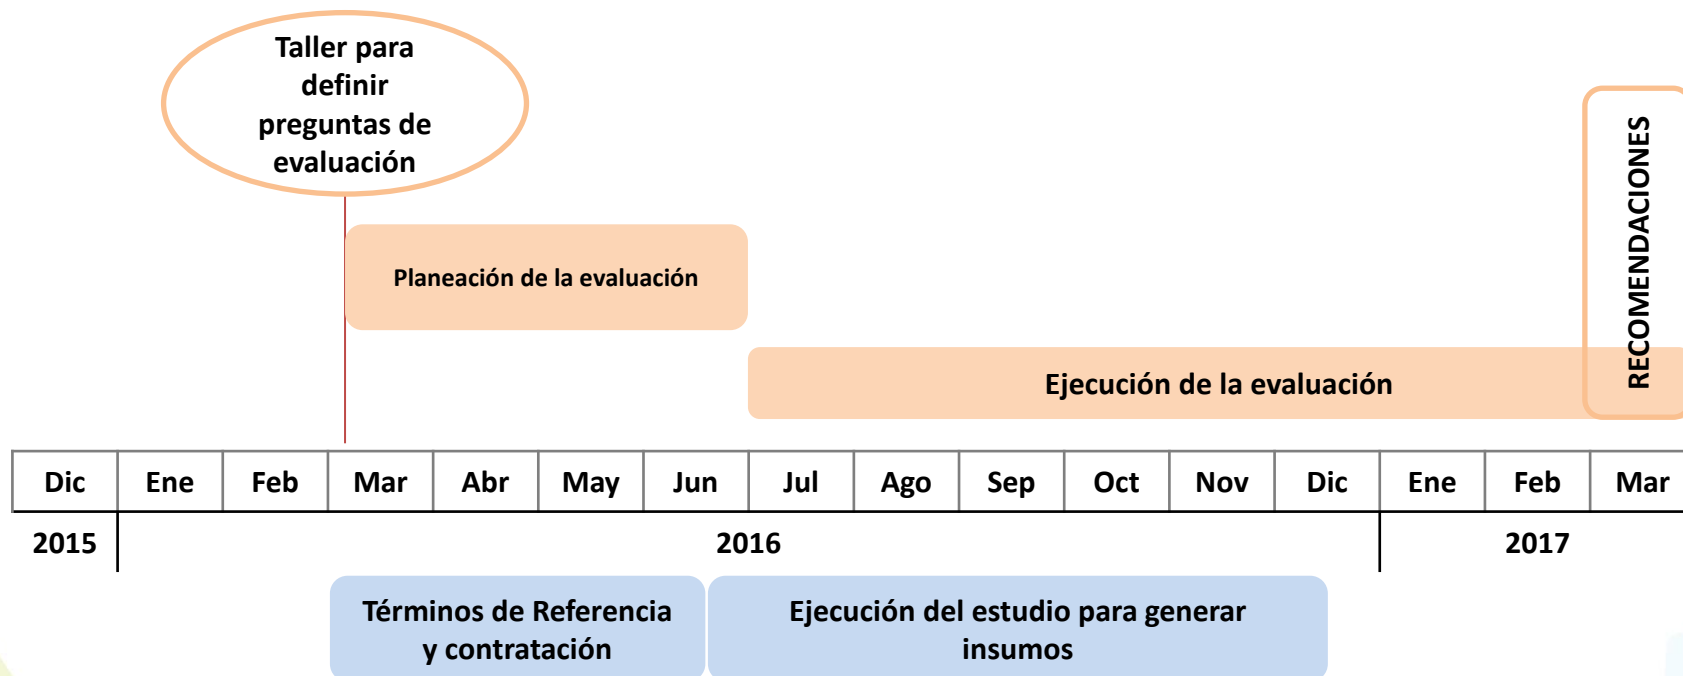 Taller para
definir
preguntas de
evaluación
RECOMENDACIONES
Planeación de la evaluación
Ejecución de la evaluación
Dic Ene Feb Mar Abr May Jun Jul Ago Sep Oct Nov Dic Ene Feb Mar
2015 2016 2017
Términos de Referencia
y contratación
Ejecución del estudio para generar
insumos